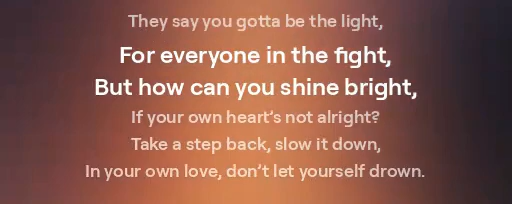 They say you gotta be the light,
For everyone in the fight,
But how can you shine bright,
If your own heart’s not alright?
Take a step back, slow it down,
In your own love, don’t let yourself drown.